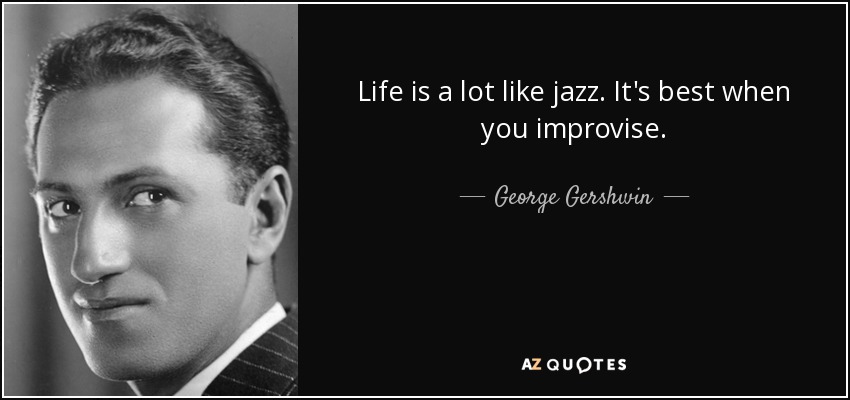 Life is a lot like jazz. It's best when
you improvise.
George Gershwin
AZ QUOTES